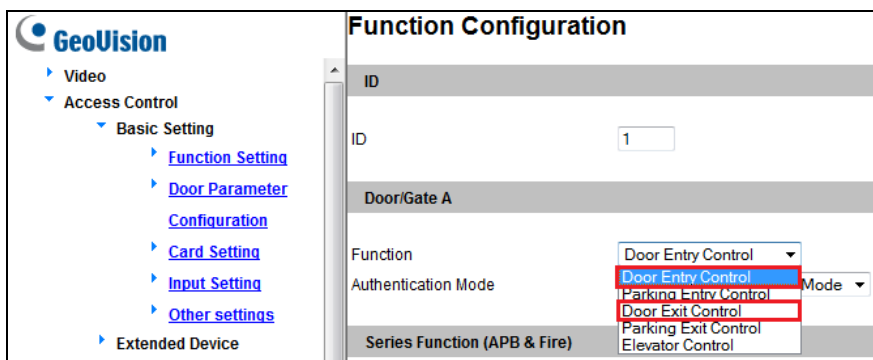 GeoVision
Video
Access Control
Basic Setting
Function Setting
Door Parameter
Configuration
Card Setting
Input Setting
Other settings
Extended Device
Function Configuration
ID
ID 1
Door/Gate A
Function Door Entry Control
Door Entry Control
Authentication Mode Mode
Parking Entry Control
Door Exit Control
Parking Exit Control
Series Function (APB & Fire)
Elevator Control